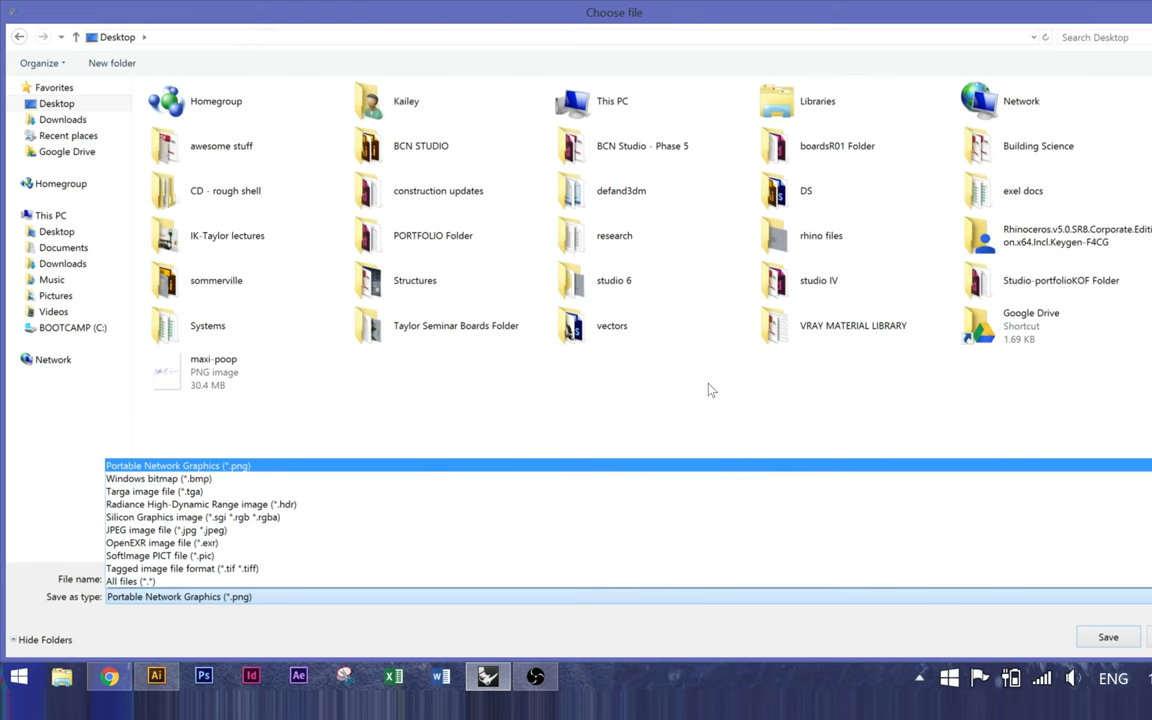 Choose file
Desktop
Search Desktop
Organize
New folder
Favorites
Desktop
Downloads
Recent places
Google Drive
Homegroup
This PC
Desktop
Documents
Downloads
Music
Pictures
Videos
BOOTCAMP (C:)
Network
Homegroup
Kailey
This PC
Libraries
Network
awesome stuff
BCN STUDIO
BCN Studio - Phase 5
boardsR01 Folder
Building Science
CD - rough shell
construction updates
defand3dm
DS
exel docs
IK-Taylor lectures
PORTFOLIO Folder
research
rhino files
Rhinoceros.v5.0.SR8.Corporate.Editi
on.x64.Incl.Keygen-F4CG
sommerville
Structures
studio 6
studio IV
Studio-portfolioKOF Folder
Systems
Taylor Seminar Boards Folder
vectors
VRAY MATERIAL LIBRARY
Google Drive
Shortcut
1.69 KB
maxi-poop
PNG image
30.4 MB
Portable Network Graphics (*.png)
Windows bitmap (*.bmp)
Targa image file (*.tga)
Radiance High-Dynamic Range image (*.hdr)
Silicon Graphics image (*.sgi *.rgb *.rgba)
JPEG image file (*.jpg *.jpeg)
OpenEXR image file (*.exr)
SoftImage PICT file (*.pic)
Tagged image file format (*.tif *.tiff)
All files (*.*)
File name:
Save as type: Portable Network Graphics (*.png)
Hide Folders
Save
Ai
Ps
Id
Ae
ENG